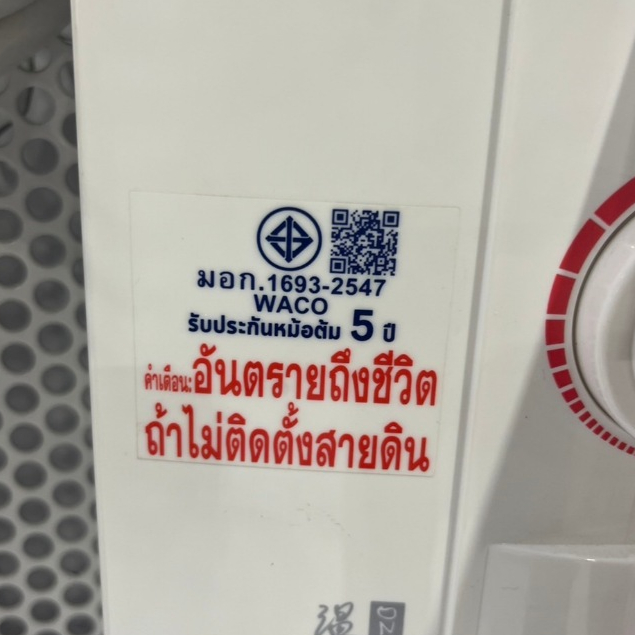 มอก.1693-2547
WACO
รับประกันหม้อต้ม 5 ปี
คำเตือน:อันตรายถึงชีวิต
ถ้าไม่ติดตั้งสายดิน